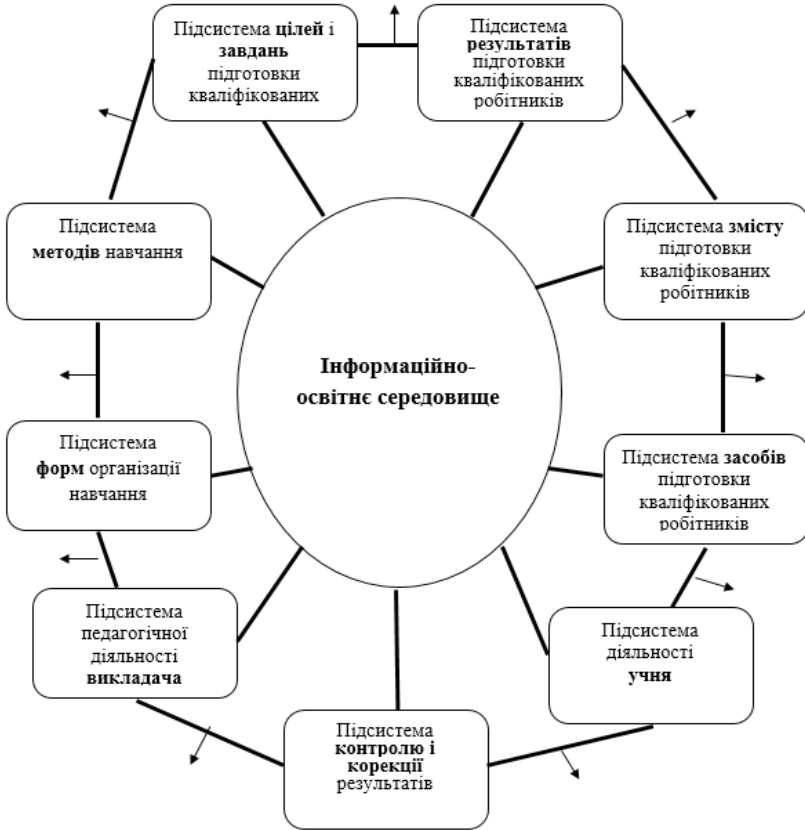 Підсистема цілей і
завдань
підготовки
кваліфікованих
Підсистема
результатів
підготовки
кваліфікованих
робітників
Підсистема
методів навчання
Підсистема змісту
підготовки
кваліфікованих
робітників
Інформаційно-
освітнє середовище
Підсистема
форм організації
навчання
Підсистема засобів
підготовки
кваліфікованих
робітників
Підсистема
педагогічної
діяльності
викладача
Підсистема
діяльності
учня
Підсистема
контролю і
корекції
результатів